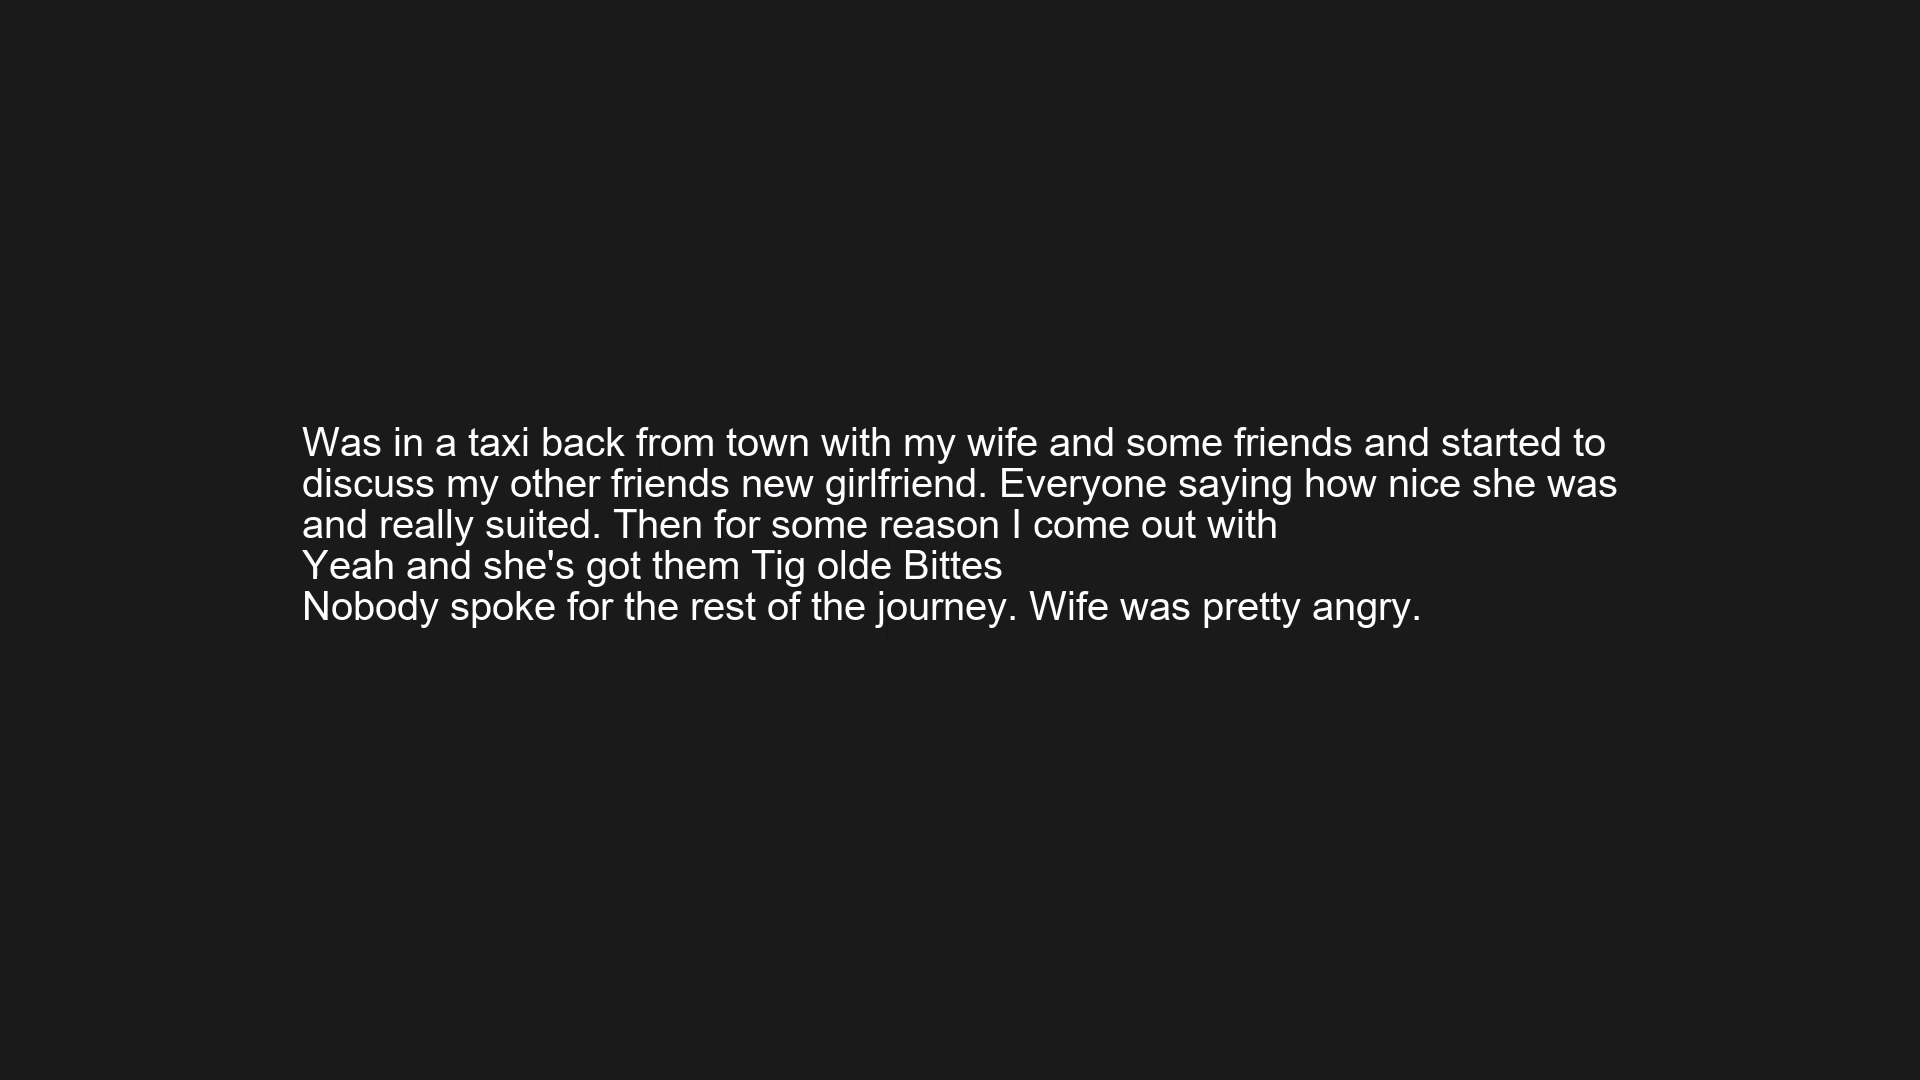 Was in a taxi back from town with my wife and some friends and started to
discuss my other friends new girlfriend. Everyone saying how nice she was
and really suited. Then for some reason I come out with
Yeah and she's got them Tig olde Bittes
Nobody spoke for the rest of the journey. Wife was pretty angry.